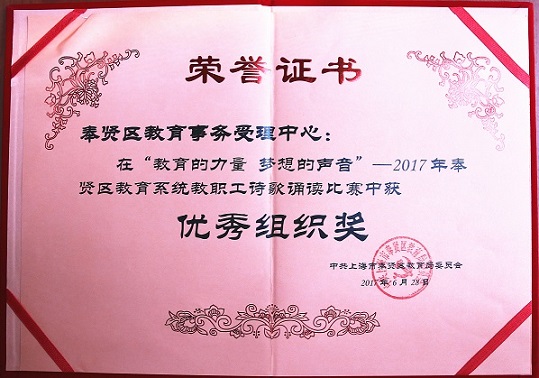 荣誉证书
奉贤区教育事务受理中心：
在“教育的力量 梦想的声音”—2017年奉
贤区教育系统教职工诗歌诵读比赛中获
优秀组织奖
中共上海市奉贤区教育局委员会
2017年6月28日